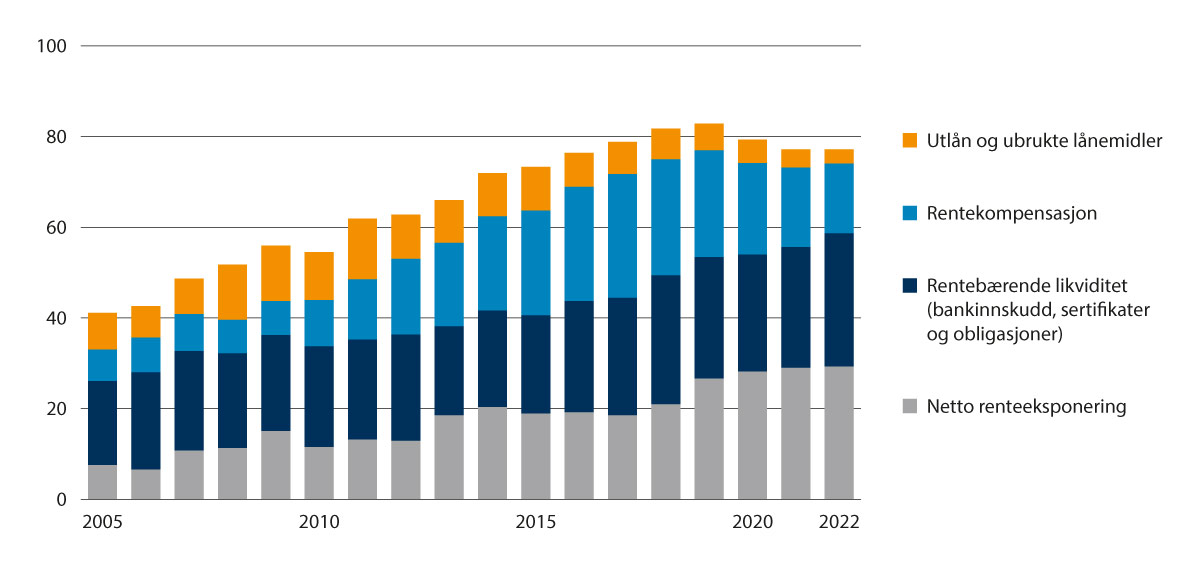 100
80
60
40
20
0
2005
2010
2015
2020
2022
Utlån og ubrukte lånemidler
Rentekompensasjon
Rentebærende likviditet
(bankinnskudd, sertifikater
og obligasjoner)
Netto renteeksponering